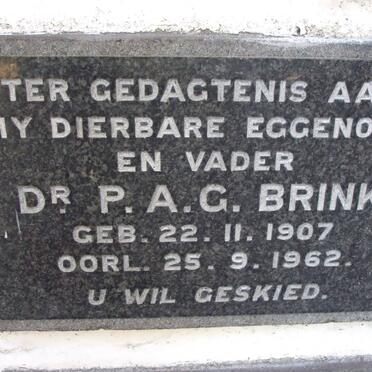 TER GEDAGTENIS AA
MY DIERBARE EGGENO
EN VADER
DR P. A. G. BRINK
GEB. 22. 11. 1907
OORL. 25. 9. 1962.
U WIL GESKIED.